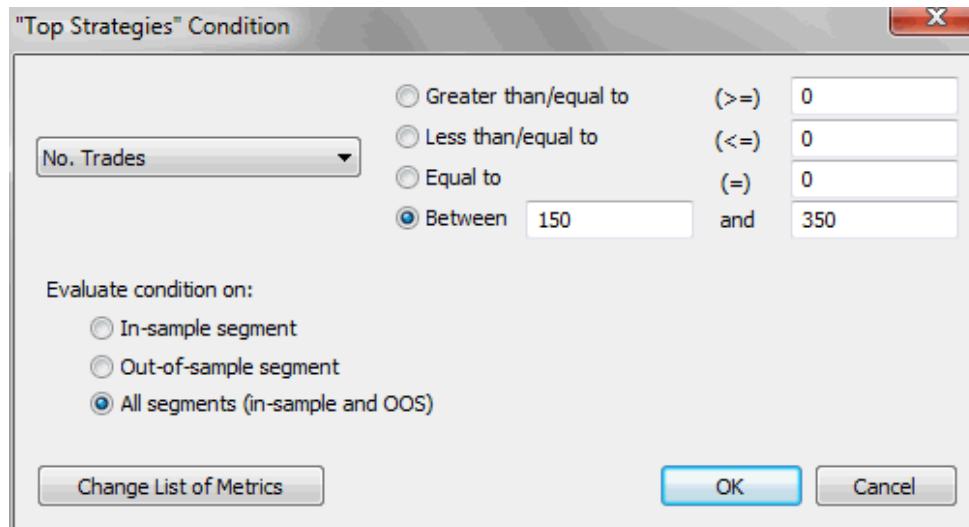 "Top Strategies" Condition
Greater than/equal to (>=) 0
No. Trades
Less than/equal to (<=) 0
Equal to (=) 0
Between 150 and 350
Evaluate condition on:
In-sample segment
Out-of-sample segment
All segments (in-sample and OOS)
Change List of Metrics OK Cancel